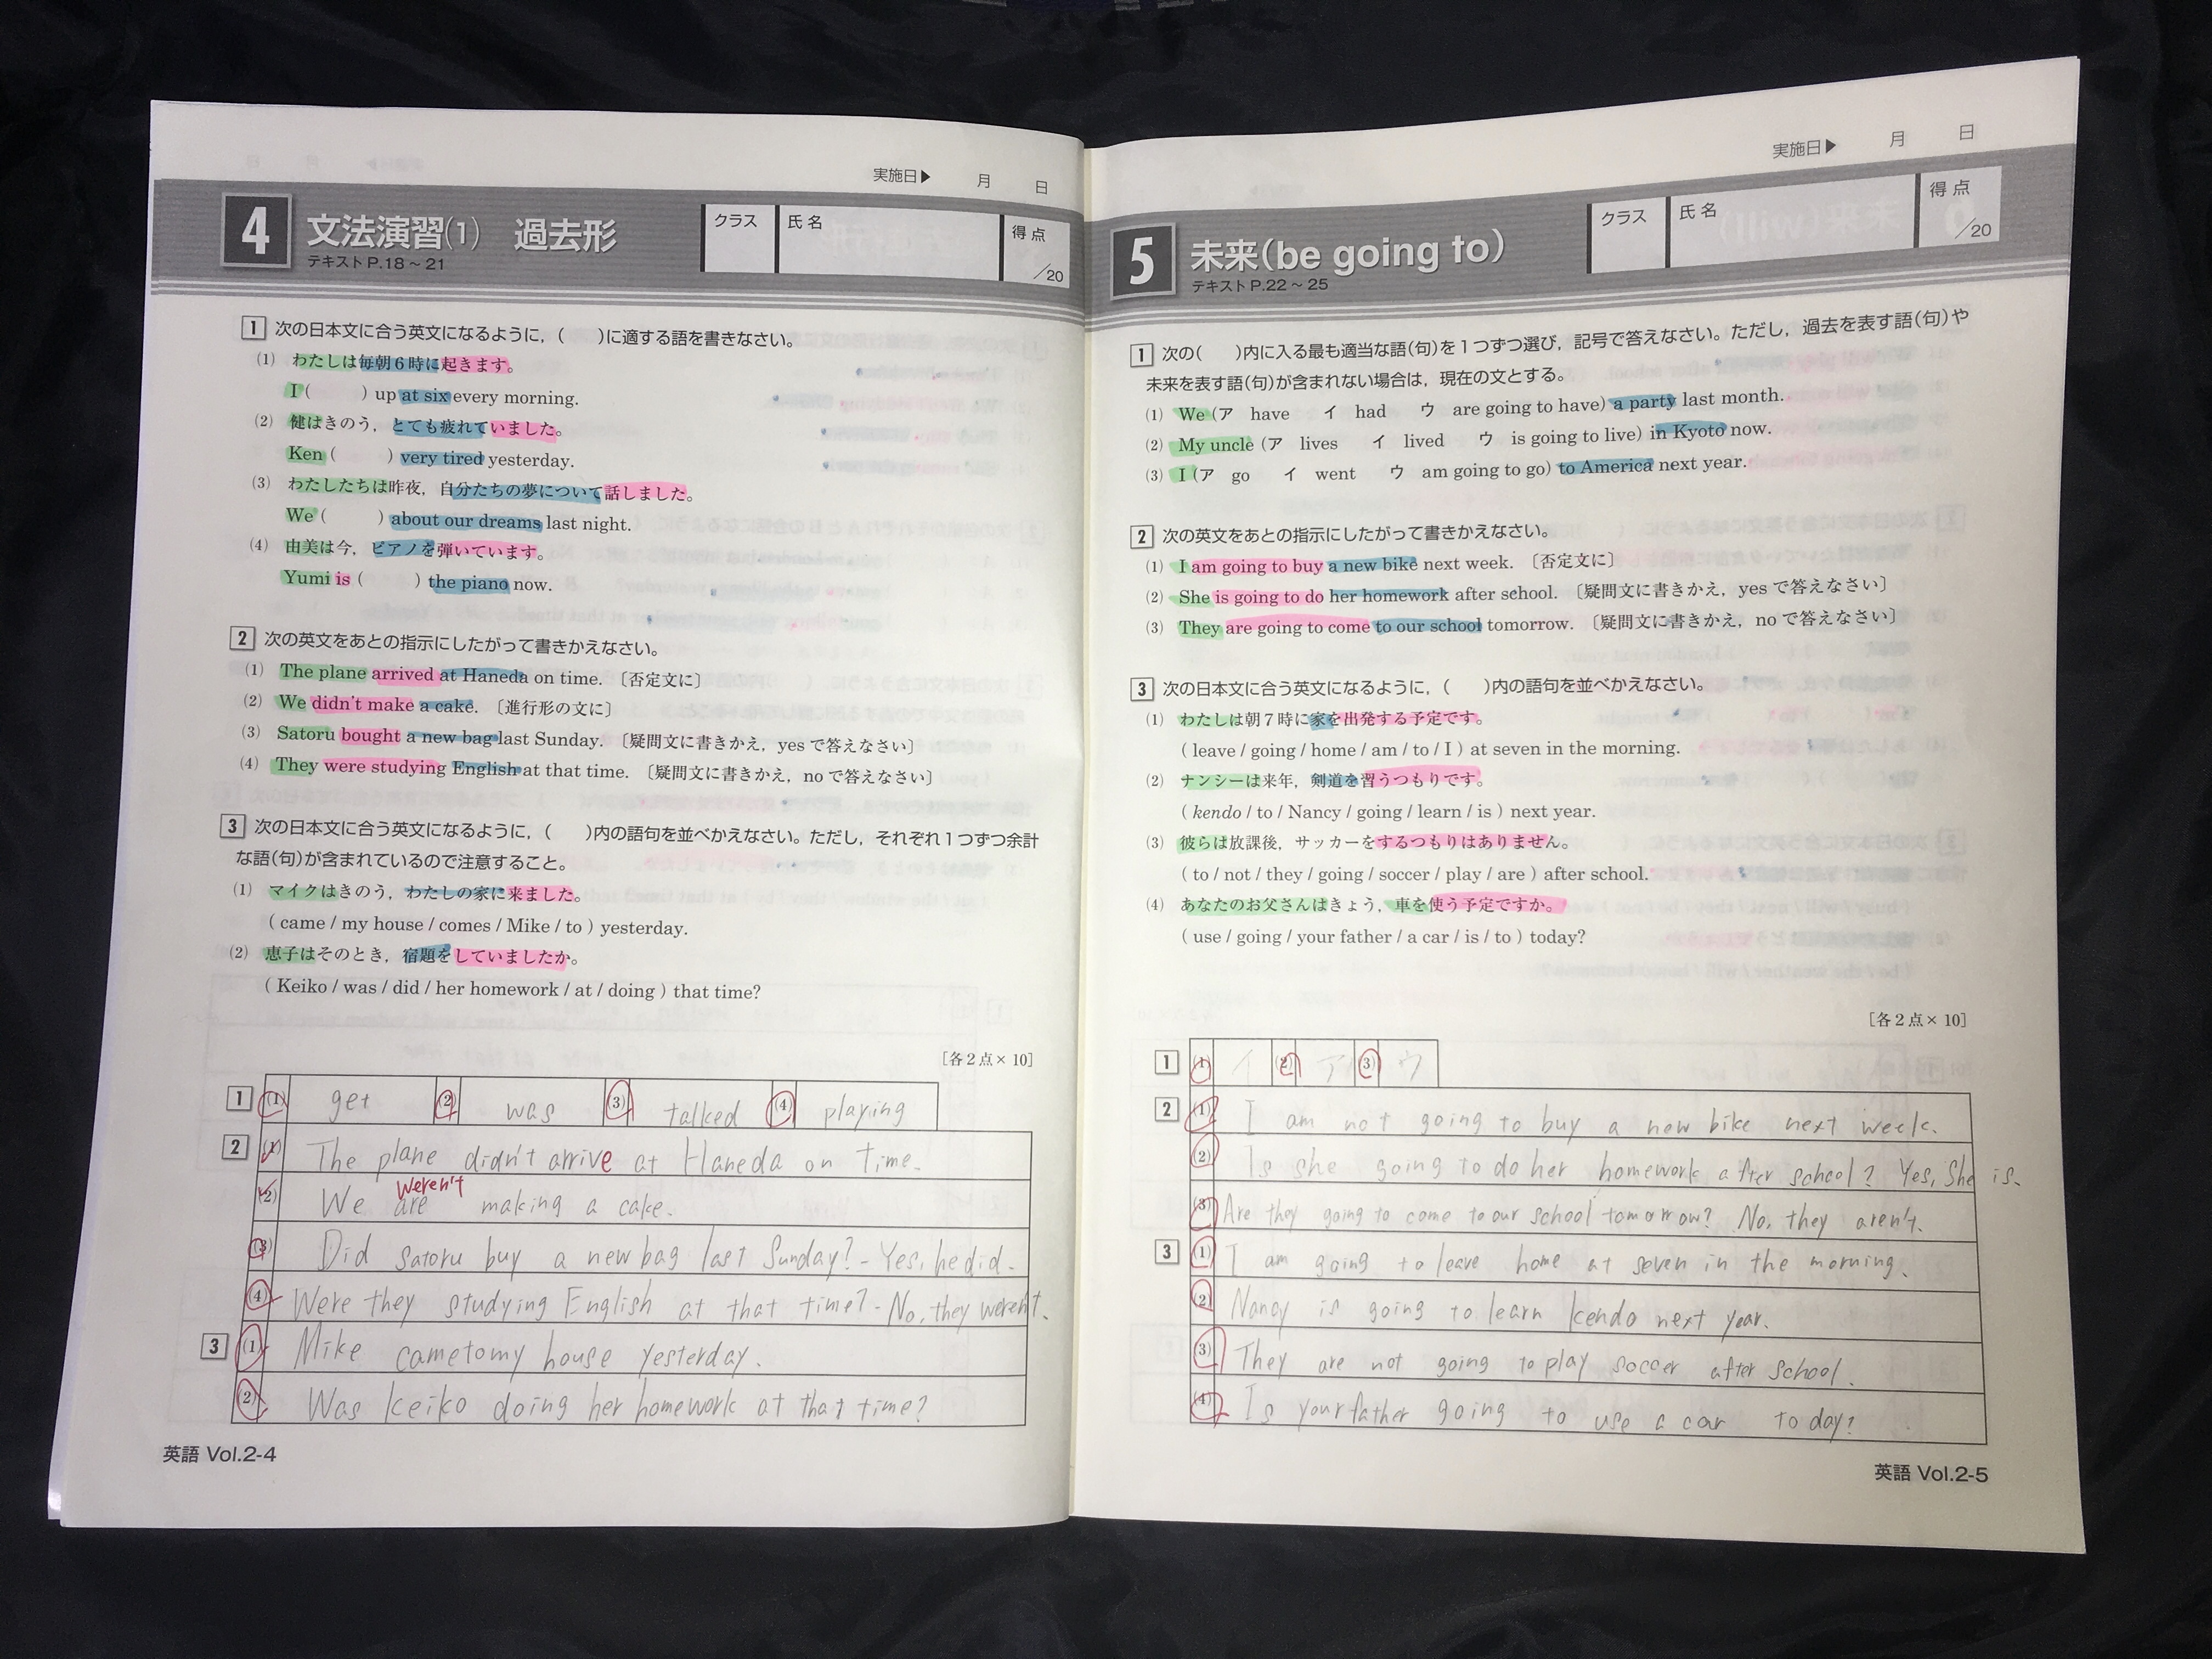 実施日▶ 月 日
4 文法演習(1) 過去形
テキストP.18～21
クラス 氏名 得点 /20
1 次の日本文に合う英文になるように，( )に適する語を書きなさい。
(1) わたしは毎朝6時に起きます。
I ( ) up at six every morning.
(2) 健はきのう，とても疲れていました。
Ken ( ) very tired yesterday.
(3) わたしたちは昨夜，自分たちの夢について話しました。
We ( ) about our dreams last night.
(4) 由美は今，ピアノを弾いています。
Yumi is ( ) the piano now.
2 次の英文をあとの指示にしたがって書きかえなさい。
(1) The plane arrived at Haneda on time. 〔否定文に〕
(2) We didn't make a cake. 〔進行形の文に〕
(3) Satoru bought a new bag last Sunday. 〔疑問文に書きかえ，yesで答えなさい〕
(4) They were studying English at that time. 〔疑問文に書きかえ，noで答えなさい〕
3 次の日本文に合う英文になるように，( )内の語句を並べかえなさい。ただし，それぞれ1つずつ余計
な語(句)が含まれているので注意すること。
(1) マイクはきのう，わたしの家に来ました。
( came / my house / comes / Mike / to ) yesterday.
(2) 恵子はそのとき，宿題をしていましたか。
( Keiko / was / did / her homework / at / doing ) that time?
[各2点×10]
1 (1) get (2) was (3) talked (4) playing
2 (1) The plane didn't arrive at Haneda on time.
weren't
(2) We are making a cake.
(3) Did satoru buy a new bag last Sunday? - Yes, he did.
(4) Were they studying English at that time? - No, they weren't.
3 (1) Mike cametomy house yesterday.
(2) Was keiko doing her homework at that time?
英語 Vol.2-4
実施日▶ 月 日
5 未来(be going to)
テキストP.22～25
クラス 氏名 得点 /20
1 次の( )内に入る最も適当な語(句)を1つずつ選び，記号で答えなさい。ただし，過去を表す語(句)や
未来を表す語(句)が含まれない場合は，現在の文とする。
(1) We (ア have イ had ウ are going to have) a party last month.
(2) My uncle (ア lives イ lived ウ is going to live) in Kyoto now.
(3) I (ア go イ went ウ am going to go) to America next year.
2 次の英文をあとの指示にしたがって書きかえなさい。
(1) I am going to buy a new bike next week. 〔否定文に〕
(2) She is going to do her homework after school. 〔疑問文に書きかえ，yesで答えなさい〕
(3) They are going to come to our school tomorrow. 〔疑問文に書きかえ，noで答えなさい〕
3 次の日本文に合う英文になるように，( )内の語句を並べかえなさい。
(1) わたしは朝7時に家を出発する予定です。
( leave / going / home / am / to / I ) at seven in the morning.
(2) ナンシーは来年，剣道を習うつもりです。
( kendo / to / Nancy / going / learn / is ) next year.
(3) 彼らは放課後，サッカーをするつもりはありません。
( to / not / they / going / soccer / play / are ) after school.
(4) あなたのお父さんはきょう，車を使う予定ですか。
( use / going / your father / a car / is / to ) today?
[各2点×10]
1 (1) イ (2) ア (3) ウ
2 (1) I am not going to buy a new bike next week.
(2) Is she going to do her homework after school? Yes, she is.
(3) Are they going to come to our school tomorrow? No, they aren't.
3 (1) I am going to leave home at seven in the morning.
(2) Nancy is going to learn kendo next year.
(3) They are not going to play soccer after school.
(4) Is your father going to use a car today?
英語 Vol.2-5